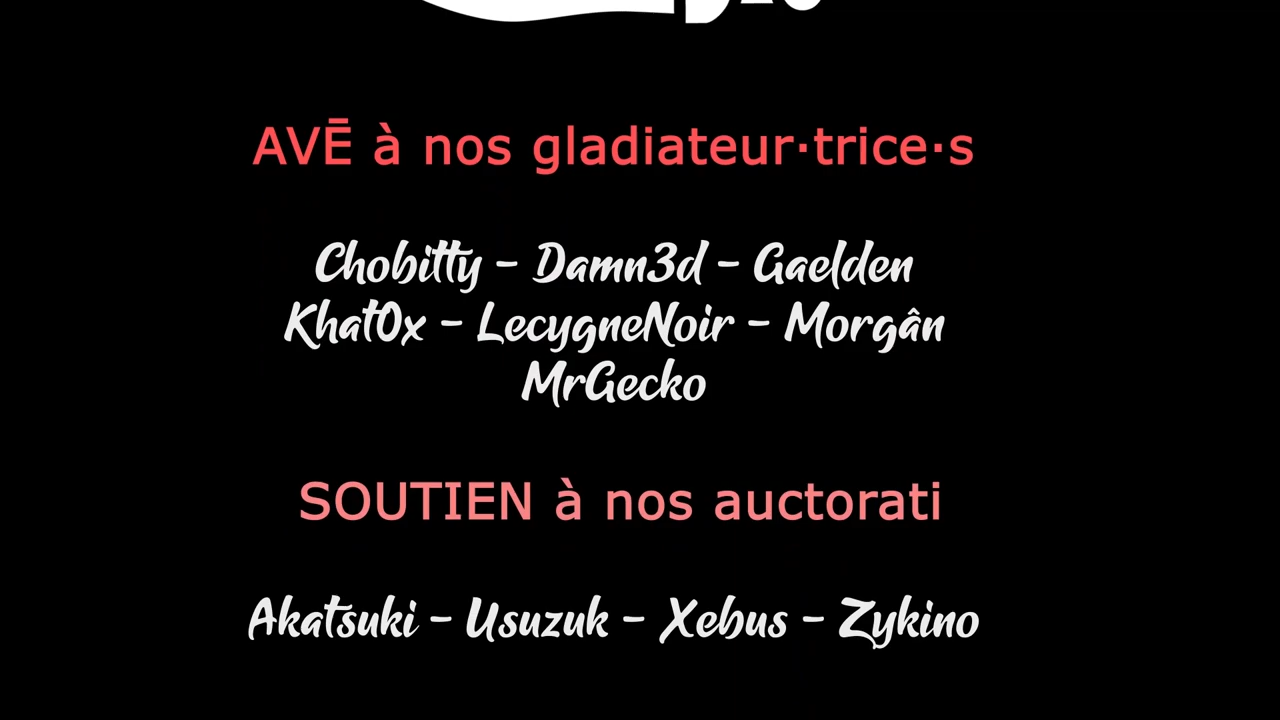 AVĒ à nos gladiateur·trice·s
Chobitty - Damn3d - Gaelden
Khat0x - LecygneNoir - Morgân
MrGecko
SOUTIEN à nos auctorati
Akatsuki - Usuzuk - Xebus - Zykino